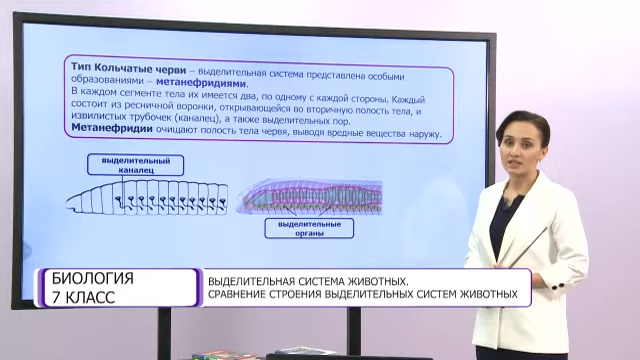 Тип Кольчатые черви – выделительная система представлена особыми
образованиями – метанефридиями.
В каждом сегменте тела их имеется два, по одному с каждой стороны. Каждый
состоит из ресничной воронки, открывающейся во вторичную полость тела, и
извилистых трубочек (каналец), а также выделительных пор.
Метанефридии очищают полость тела червя, выводя вредные вещества наружу.
выделительный
каналец
выделительные
органы
БИОЛОГИЯ
7 КЛАСС
ВЫДЕЛИТЕЛЬНАЯ СИСТЕМА ЖИВОТНЫХ.
СРАВНЕНИЕ СТРОЕНИЯ ВЫДЕЛИТЕЛЬНЫХ СИСТЕМ ЖИВОТНЫХ